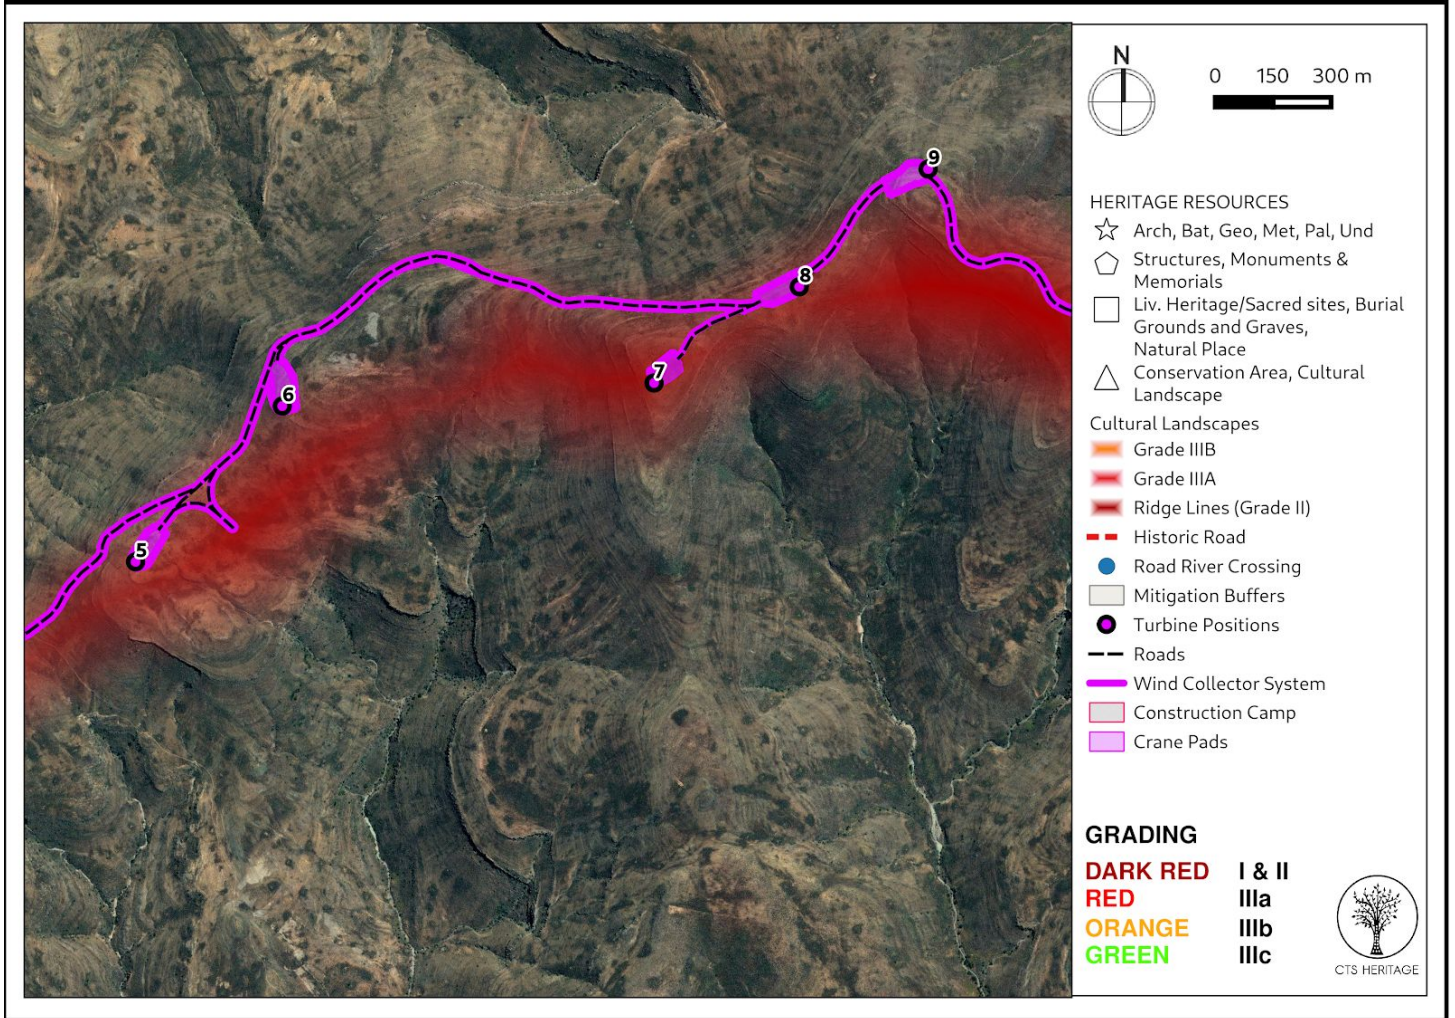 N
0 150 300 m
9
8
7
6
5
HERITAGE RESOURCES
Arch, Bat, Geo, Met, Pal, Und
Structures, Monuments &
Memorials
Liv. Heritage/Sacred sites, Burial
Grounds and Graves,
Natural Place
Conservation Area, Cultural
Landscape
Cultural Landscapes
Grade IIIB
Grade IIIA
Ridge Lines (Grade II)
Historic Road
Road River Crossing
Mitigation Buffers
Turbine Positions
Roads
Wind Collector System
Construction Camp
Crane Pads
GRADING
DARK RED I & II
RED IIIa
ORANGE IIIb
GREEN IIIc
CTS HERITAGE